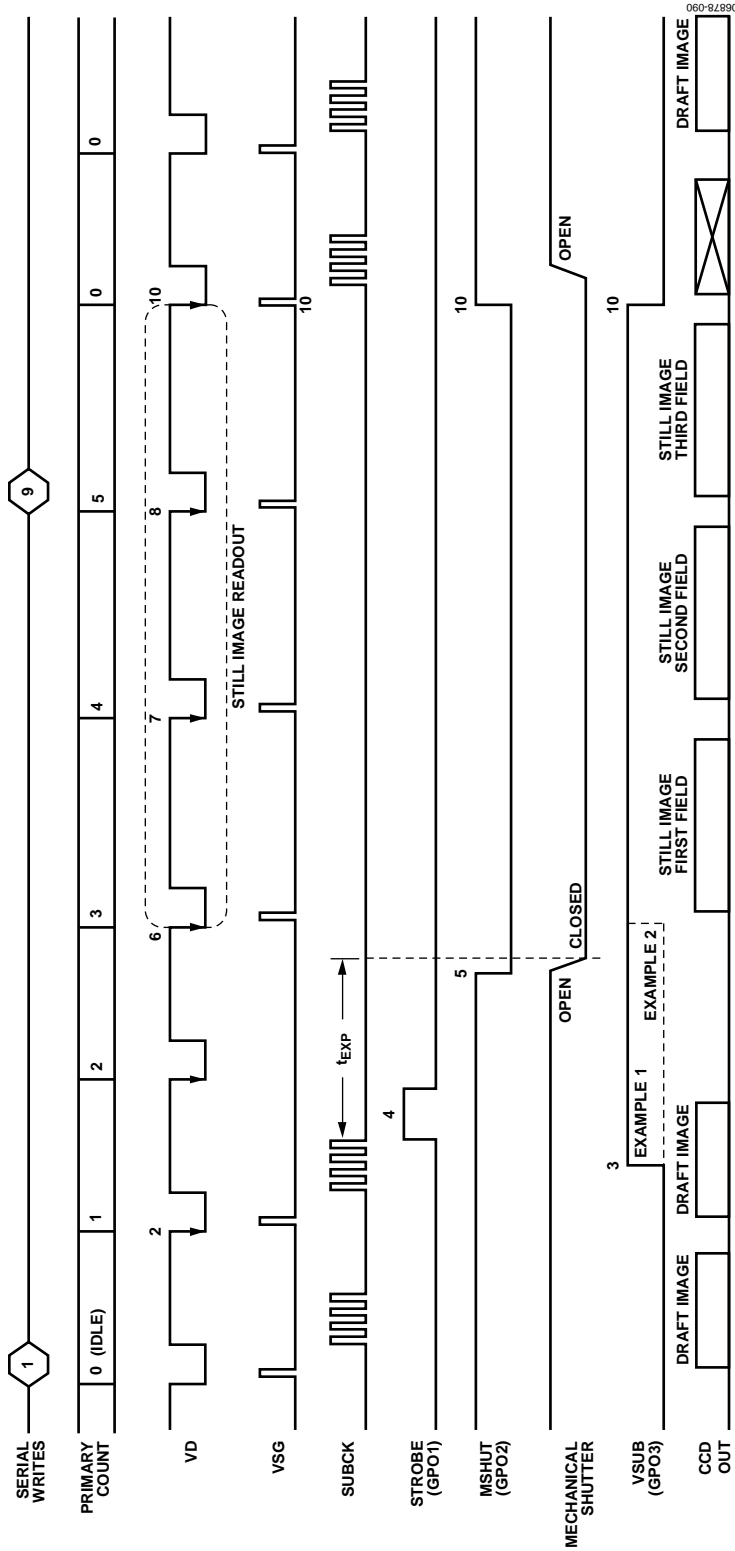 SERIAL
WRITES
1
9
PRIMARY
COUNT
0 (IDLE)
1
2
3
4
5
0
0
VD
2
6
7
8
10
STILL IMAGE READOUT
VSG
10
SUBCK
tEXP
STROBE
(GPO1)
4
MSHUT
(GPO2)
5
10
MECHANICAL
SHUTTER
OPEN
CLOSED
OPEN
VSUB
(GPO3)
3
EXAMPLE 1
EXAMPLE 2
10
CCD
OUT
DRAFT IMAGE
DRAFT IMAGE
STILL IMAGE
FIRST FIELD
STILL IMAGE
SECOND FIELD
STILL IMAGE
THIRD FIELD
DRAFT IMAGE
06878-090